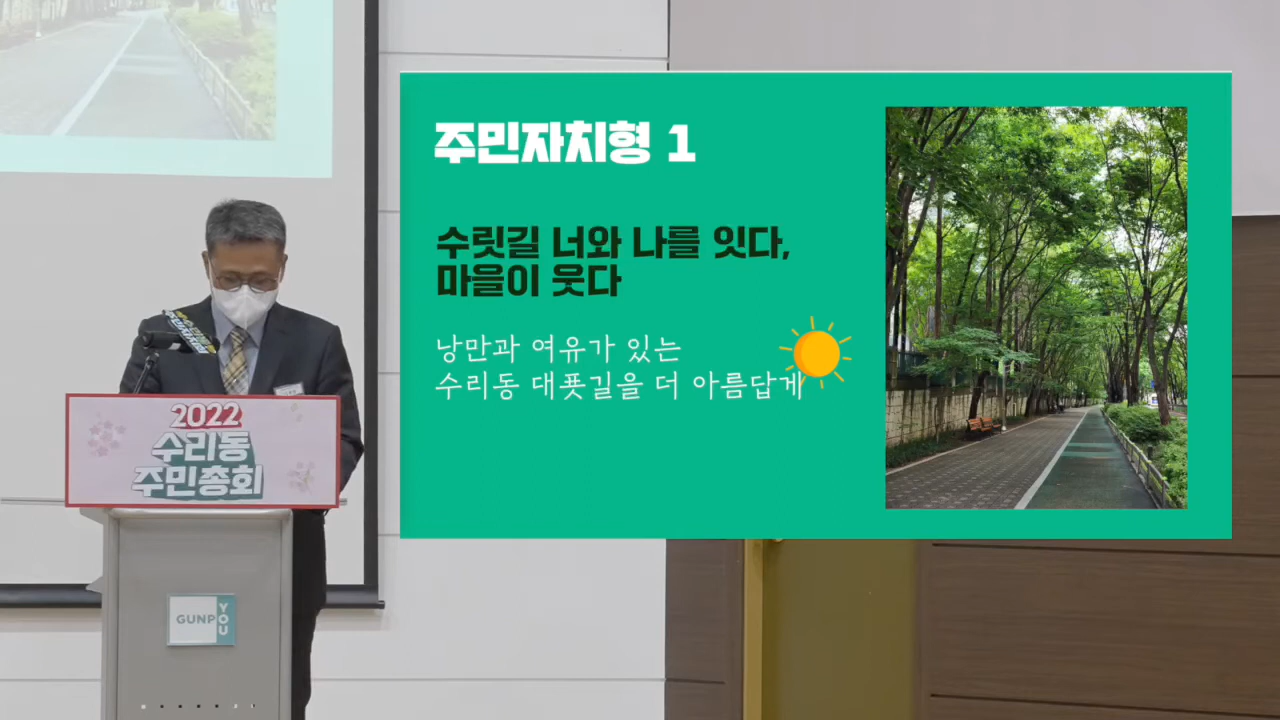 주민자치형 1
수릿길 너와 나를 잇다,
마을이 웃다
낭만과 여유가 있는
수리동 대푯길을 더 아름답게
2022
수리동
주민총회
GUNP
YOU